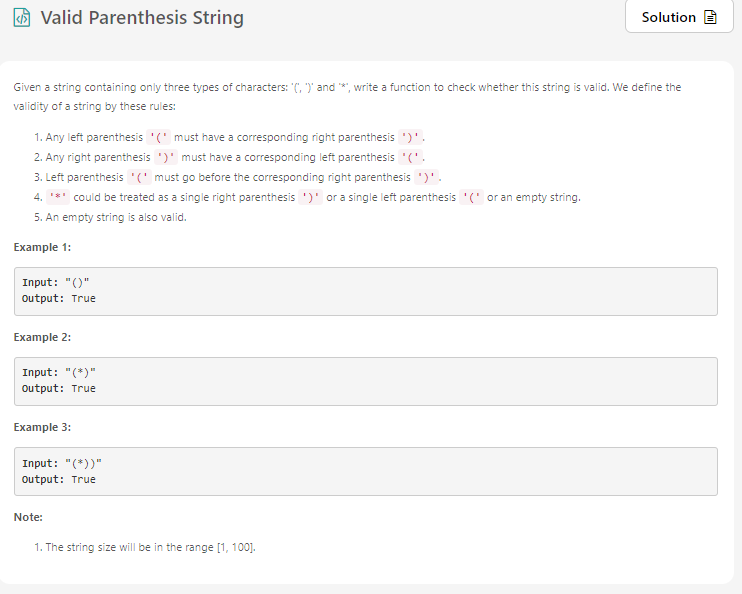 Valid Parenthesis String
Solution
Given a string containing only three types of characters: '(', ')' and '*', write a function to check whether this string is valid. We define the
validity of a string by these rules:
1. Any left parenthesis '(' must have a corresponding right parenthesis ')'.
2. Any right parenthesis ')' must have a corresponding left parenthesis '('.
3. Left parenthesis '(' must go before the corresponding right parenthesis ')'.
4. '*' could be treated as a single right parenthesis ')' or a single left parenthesis '(' or an empty string.
5. An empty string is also valid.
Example 1:
Input: "()"
Output: True
Example 2:
Input: "(*)"
Output: True
Example 3:
Input: "(*))"
Output: True
Note:
1. The string size will be in the range [1, 100].